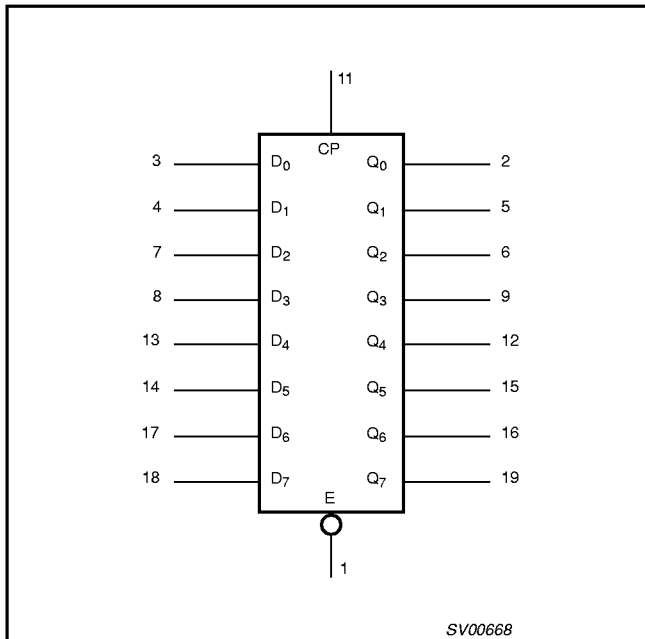 11
CP
3 D0 Q0 2
4 D1 Q1 5
7 D2 Q2 6
8 D3 Q3 9
13 D4 Q4 12
14 D5 Q5 15
17 D6 Q6 16
18 D7 Q7 19
E
1
SV00668